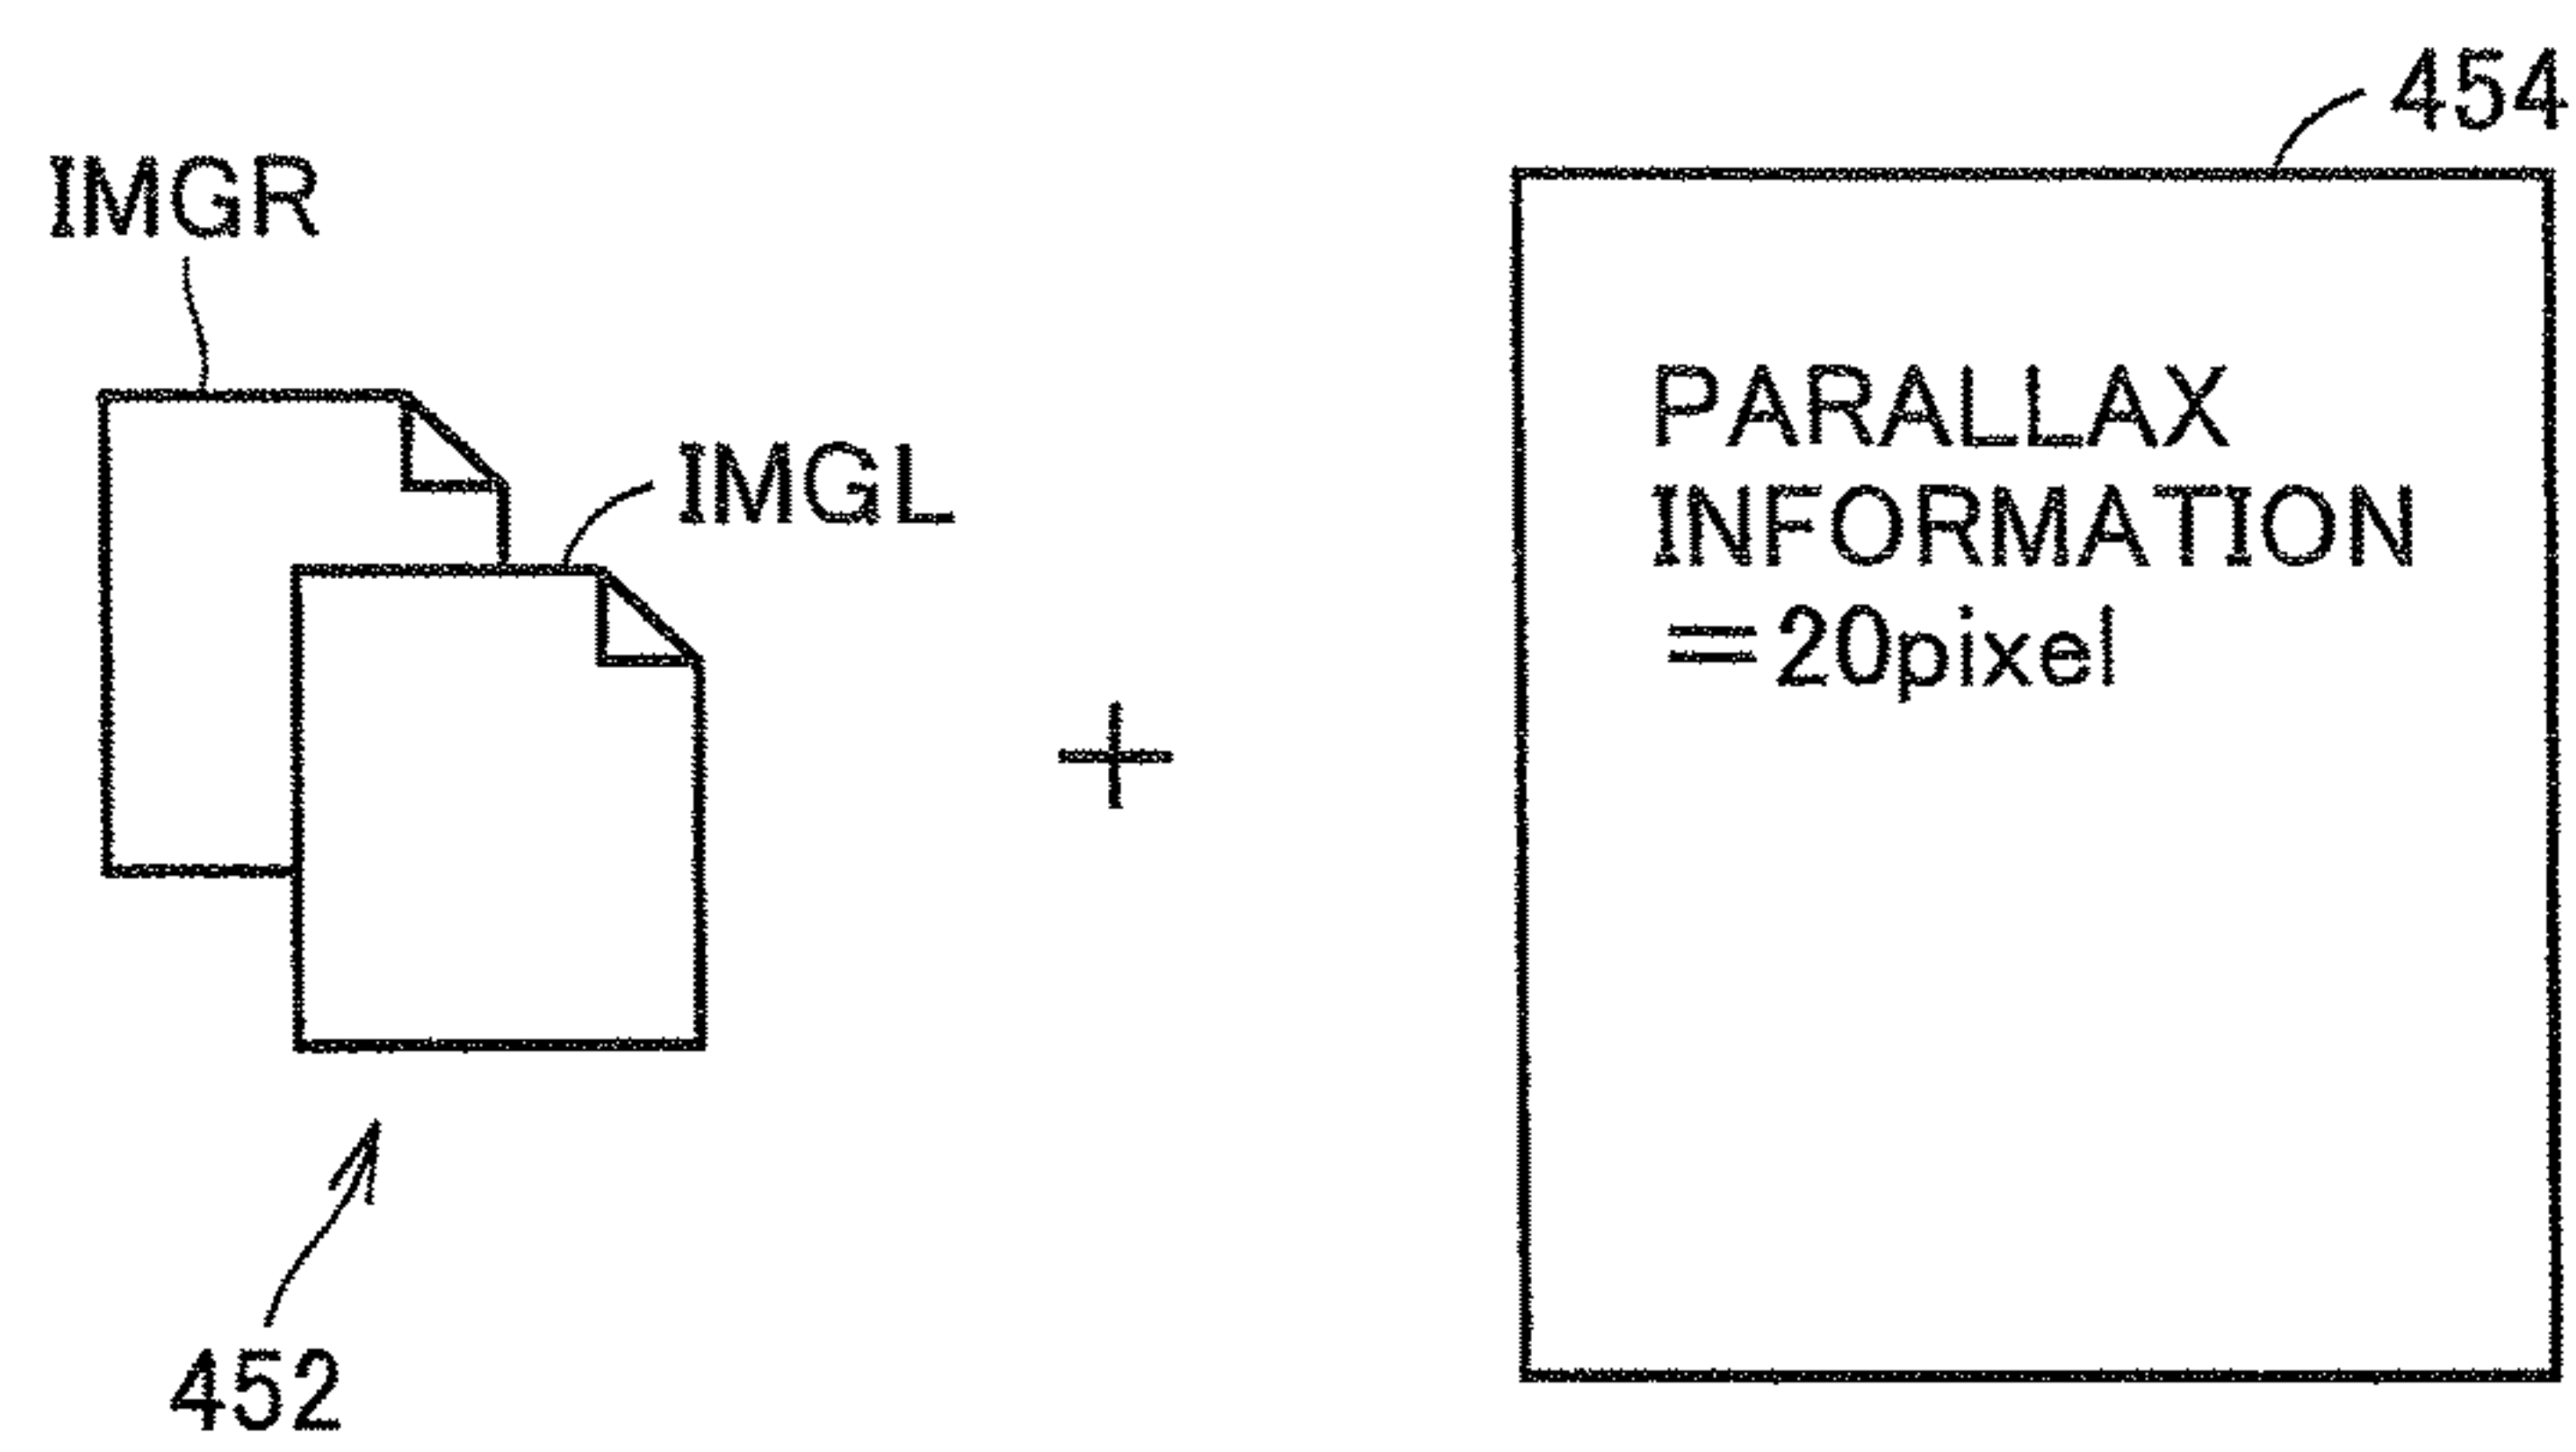 454
IMGR
IMGL
PARALLAX
INFORMATION
=20pixel
+
452